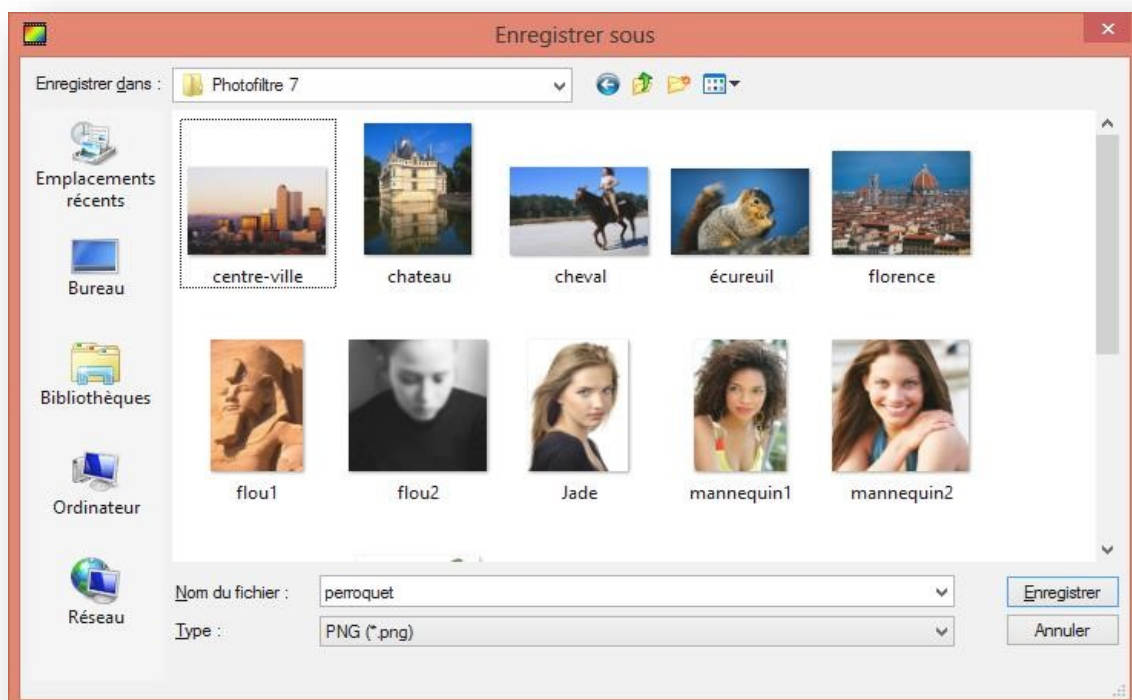 Enregistrer sous
Enregistrer dans :
Photofiltre 7
Emplacements
récents
Bureau
Bibliothèques
Ordinateur
Réseau
centre-ville
chateau
cheval
écureuil
florence
flou1
flou2
Jade
mannequin1
mannequin2
Nom du fichier :
perroquet
Enregistrer
Type :
PNG (*.png)
Annuler